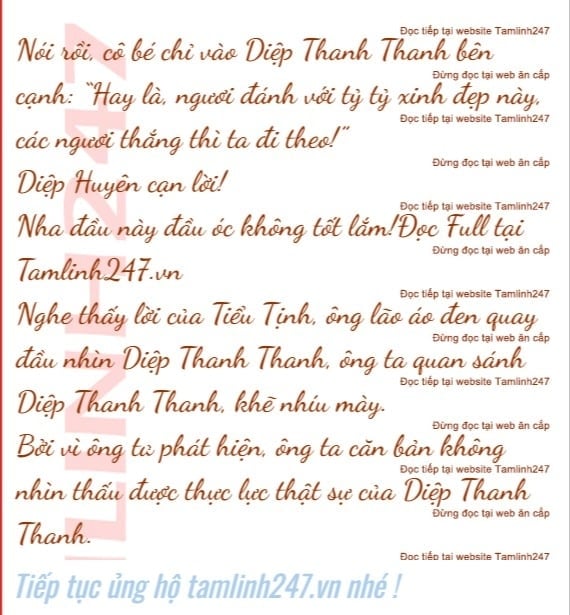 Đọc tiếp tại website Tamlinh247
Nói rồi, cô bé chỉ vào Diệp Thanh Thanh bên
Đừng đọc tại web ăn cắp
cạnh: “Hay là, ngươi đánh với tỷ tỷ xinh đẹp này,
Đọc tiếp tại website Tamlinh247
các ngươi thắng thì ta đi theo!”
Đừng đọc tại web ăn cắp
Diệp Huyên cạn lời!
Đọc tiếp tại website Tamlinh247
Nha đầu này đầu óc không tốt lắm!Đọc Full tại
Đừng đọc tại web ăn cắp
Tamlinh247.vn
Đọc tiếp tại website Tamlinh247
Nghe thấy lời của Tiểu Tịnh, ông lão áo đen quay
Đừng đọc tại web ăn cắp
đầu nhìn Diệp Thanh Thanh, ông ta quan sánh
Đọc tiếp tại website Tamlinh247
Diệp Thanh Thanh, khẽ nhíu mày.
Đừng đọc tại web ăn cắp
Bởi vì ông ta phát hiện, ông ta căn bản không
Đọc tiếp tại website Tamlinh247
nhìn thấu được thực lực thật sự của Diệp Thanh
Đừng đọc tại web ăn cắp
Thanh.
Đọc tiếp tại website Tamlinh247
LINH247
Tiếp tục ủng hộ tamlinh247.vn nhé !